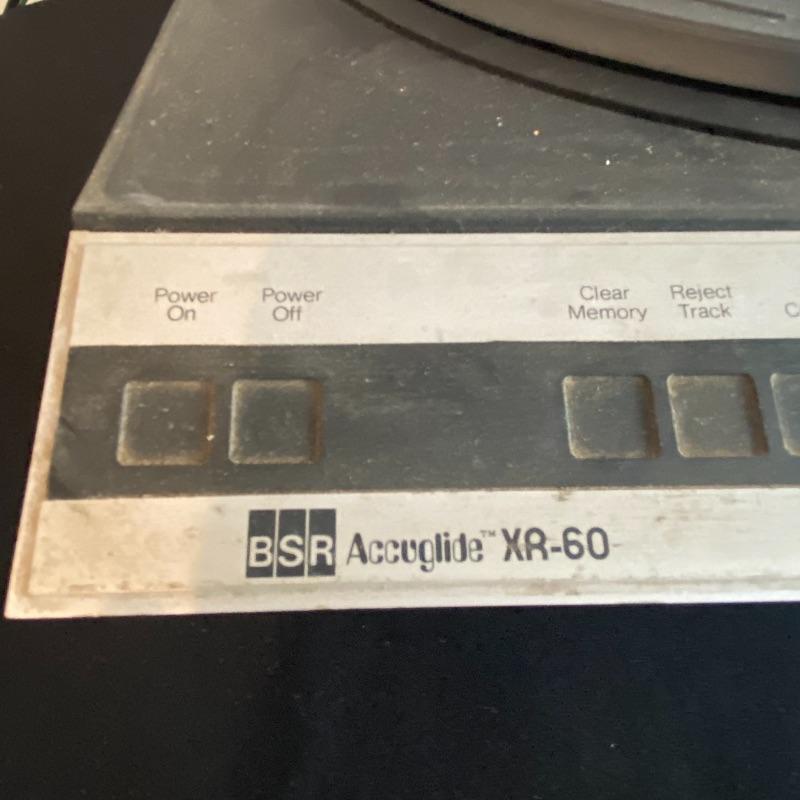 Power On
Power Off
Clear Memory
Reject Track
BSR Accuglide™ XR-60